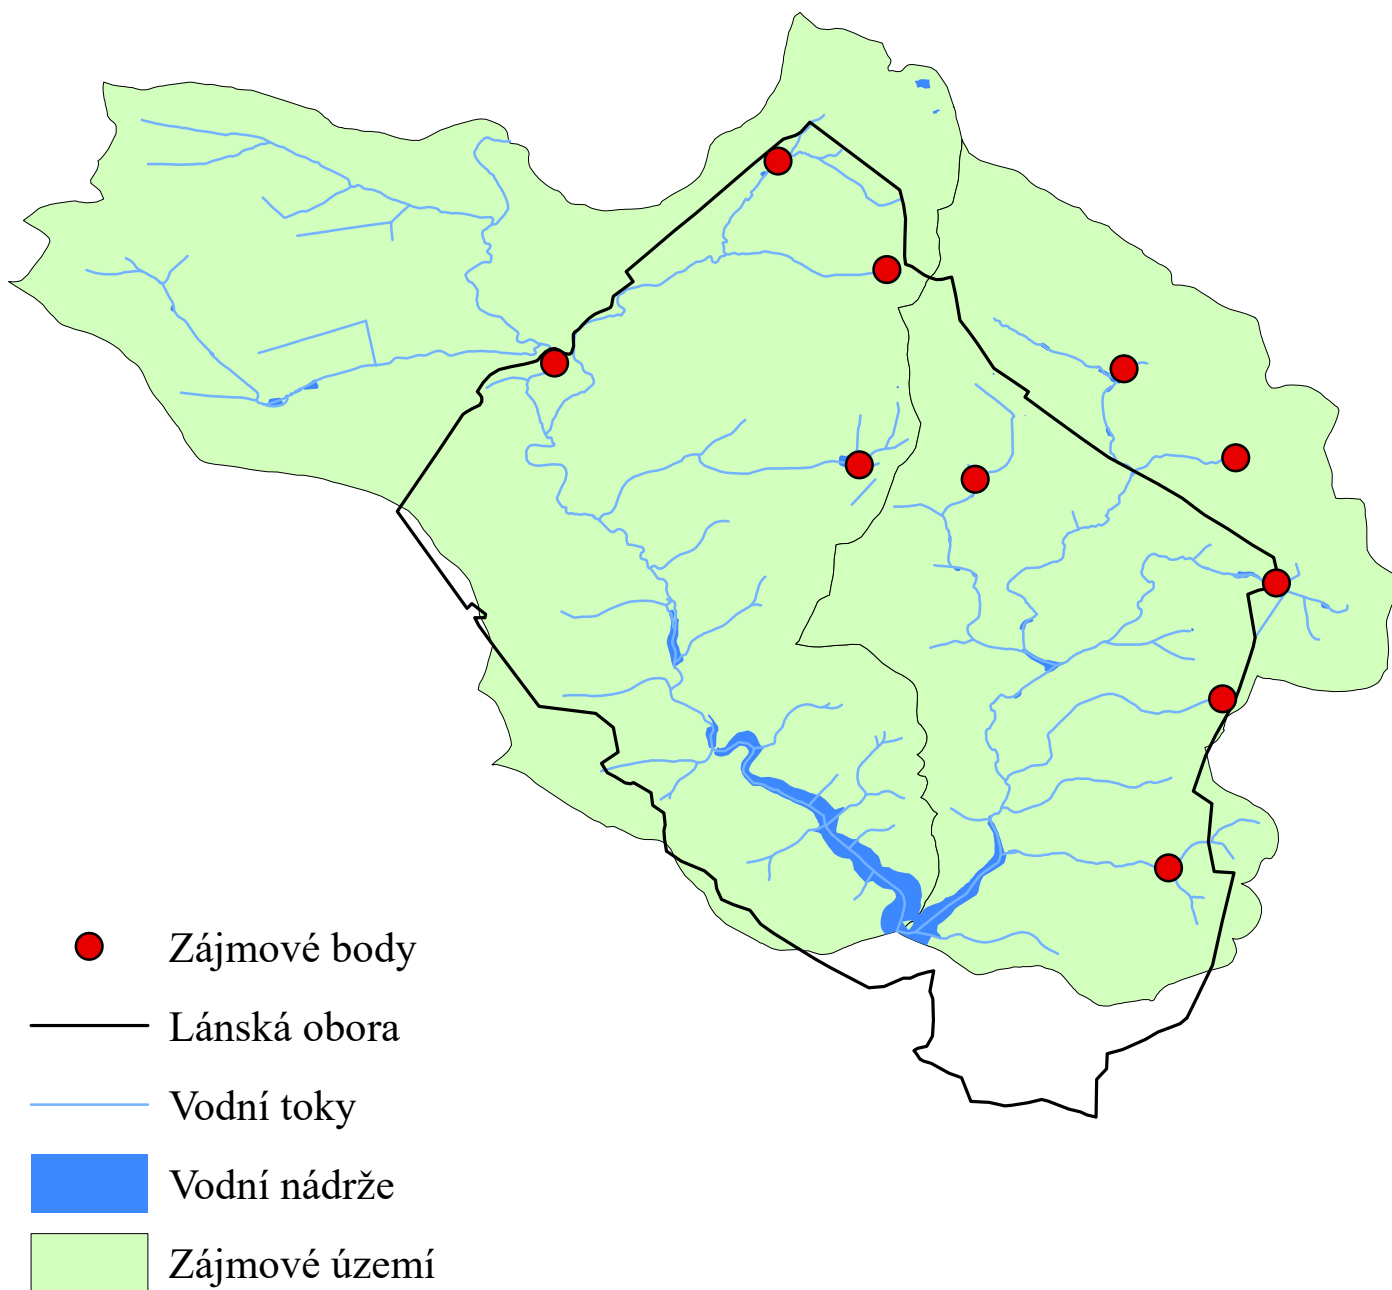 Zájmové body
Lánská obora
Vodní toky
Vodní nádrže
Zájmové území